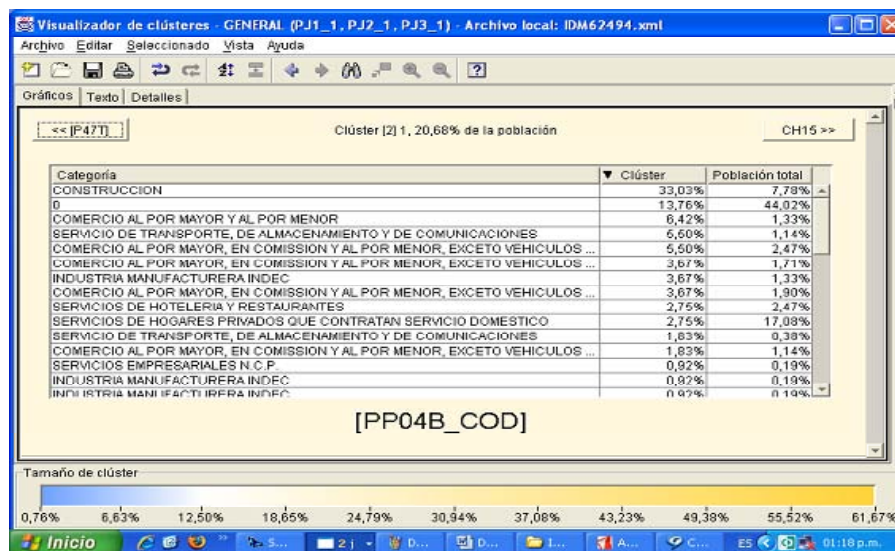 Visualizador de clústeres - GENERAL (PJ1_1, PJ2_1, PJ3_1) - Archivo local: IDM62494.xml
Archivo Editar Seleccionado Vista Ayuda
Gráficos Texto Detalles
<< [P47T] Clúster [2] 1, 20,68% de la población CH15 >>
Categoría ▼ Clúster Población total
CONSTRUCCION 33,03% 7,78%
0 13,76% 44,02%
COMERCIO AL POR MAYOR Y AL POR MENOR 6,42% 1,33%
SERVICIO DE TRANSPORTE, DE ALMACENAMIENTO Y DE COMUNICACIONES 5,50% 1,14%
COMERCIO AL POR MAYOR, EN COMISSION Y AL POR MENOR, EXCETO VEHICULOS ... 5,50% 2,47%
COMERCIO AL POR MAYOR, EN COMISSION Y AL POR MENOR, EXCETO VEHICULOS ... 3,67% 1,71%
INDUSTRIA MANUFACTURERA INDEC 3,67% 1,33%
COMERCIO AL POR MAYOR, EN COMISSION Y AL POR MENOR, EXCETO VEHICULOS ... 3,67% 1,90%
SERVICIOS DE HOTELERIA Y RESTAURANTES 2,75% 2,47%
SERVICIOS DE HOGARES PRIVADOS QUE CONTRATAN SERVICIO DOMESTICO 2,75% 17,08%
SERVICIO DE TRANSPORTE, DE ALMACENAMIENTO Y DE COMUNICACIONES 1,83% 0,38%
COMERCIO AL POR MAYOR, EN COMISSION Y AL POR MENOR, EXCETO VEHICULOS ... 1,83% 1,14%
SERVICIOS EMPRESARIALES N.C.P. 0,92% 0,19%
INDUSTRIA MANUFACTURERA INDEC 0,92% 0,19%
INDUSTRIA MANUFACTURERA INDEC 0,92% 0,19%
[PP04B_COD]
Tamaño de clúster
0,76% 6,63% 12,50% 18,65% 24,79% 30,94% 37,08% 43,23% 49,38% 55,52% 61,67%
Inicio S... 2 j D... D... I... A... C... ES 01:18 p.m.